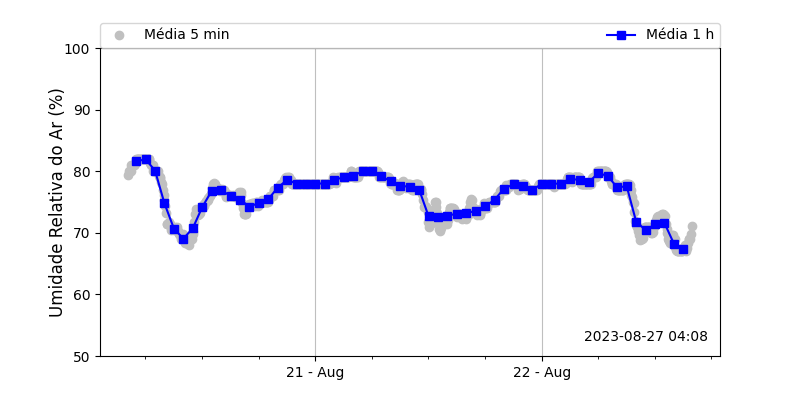 Média 5 min
Média 1 h
Umidade Relativa do Ar (%)
100
90
80
70
60
50
2023-08-27 04:08
21 - Aug
22 - Aug